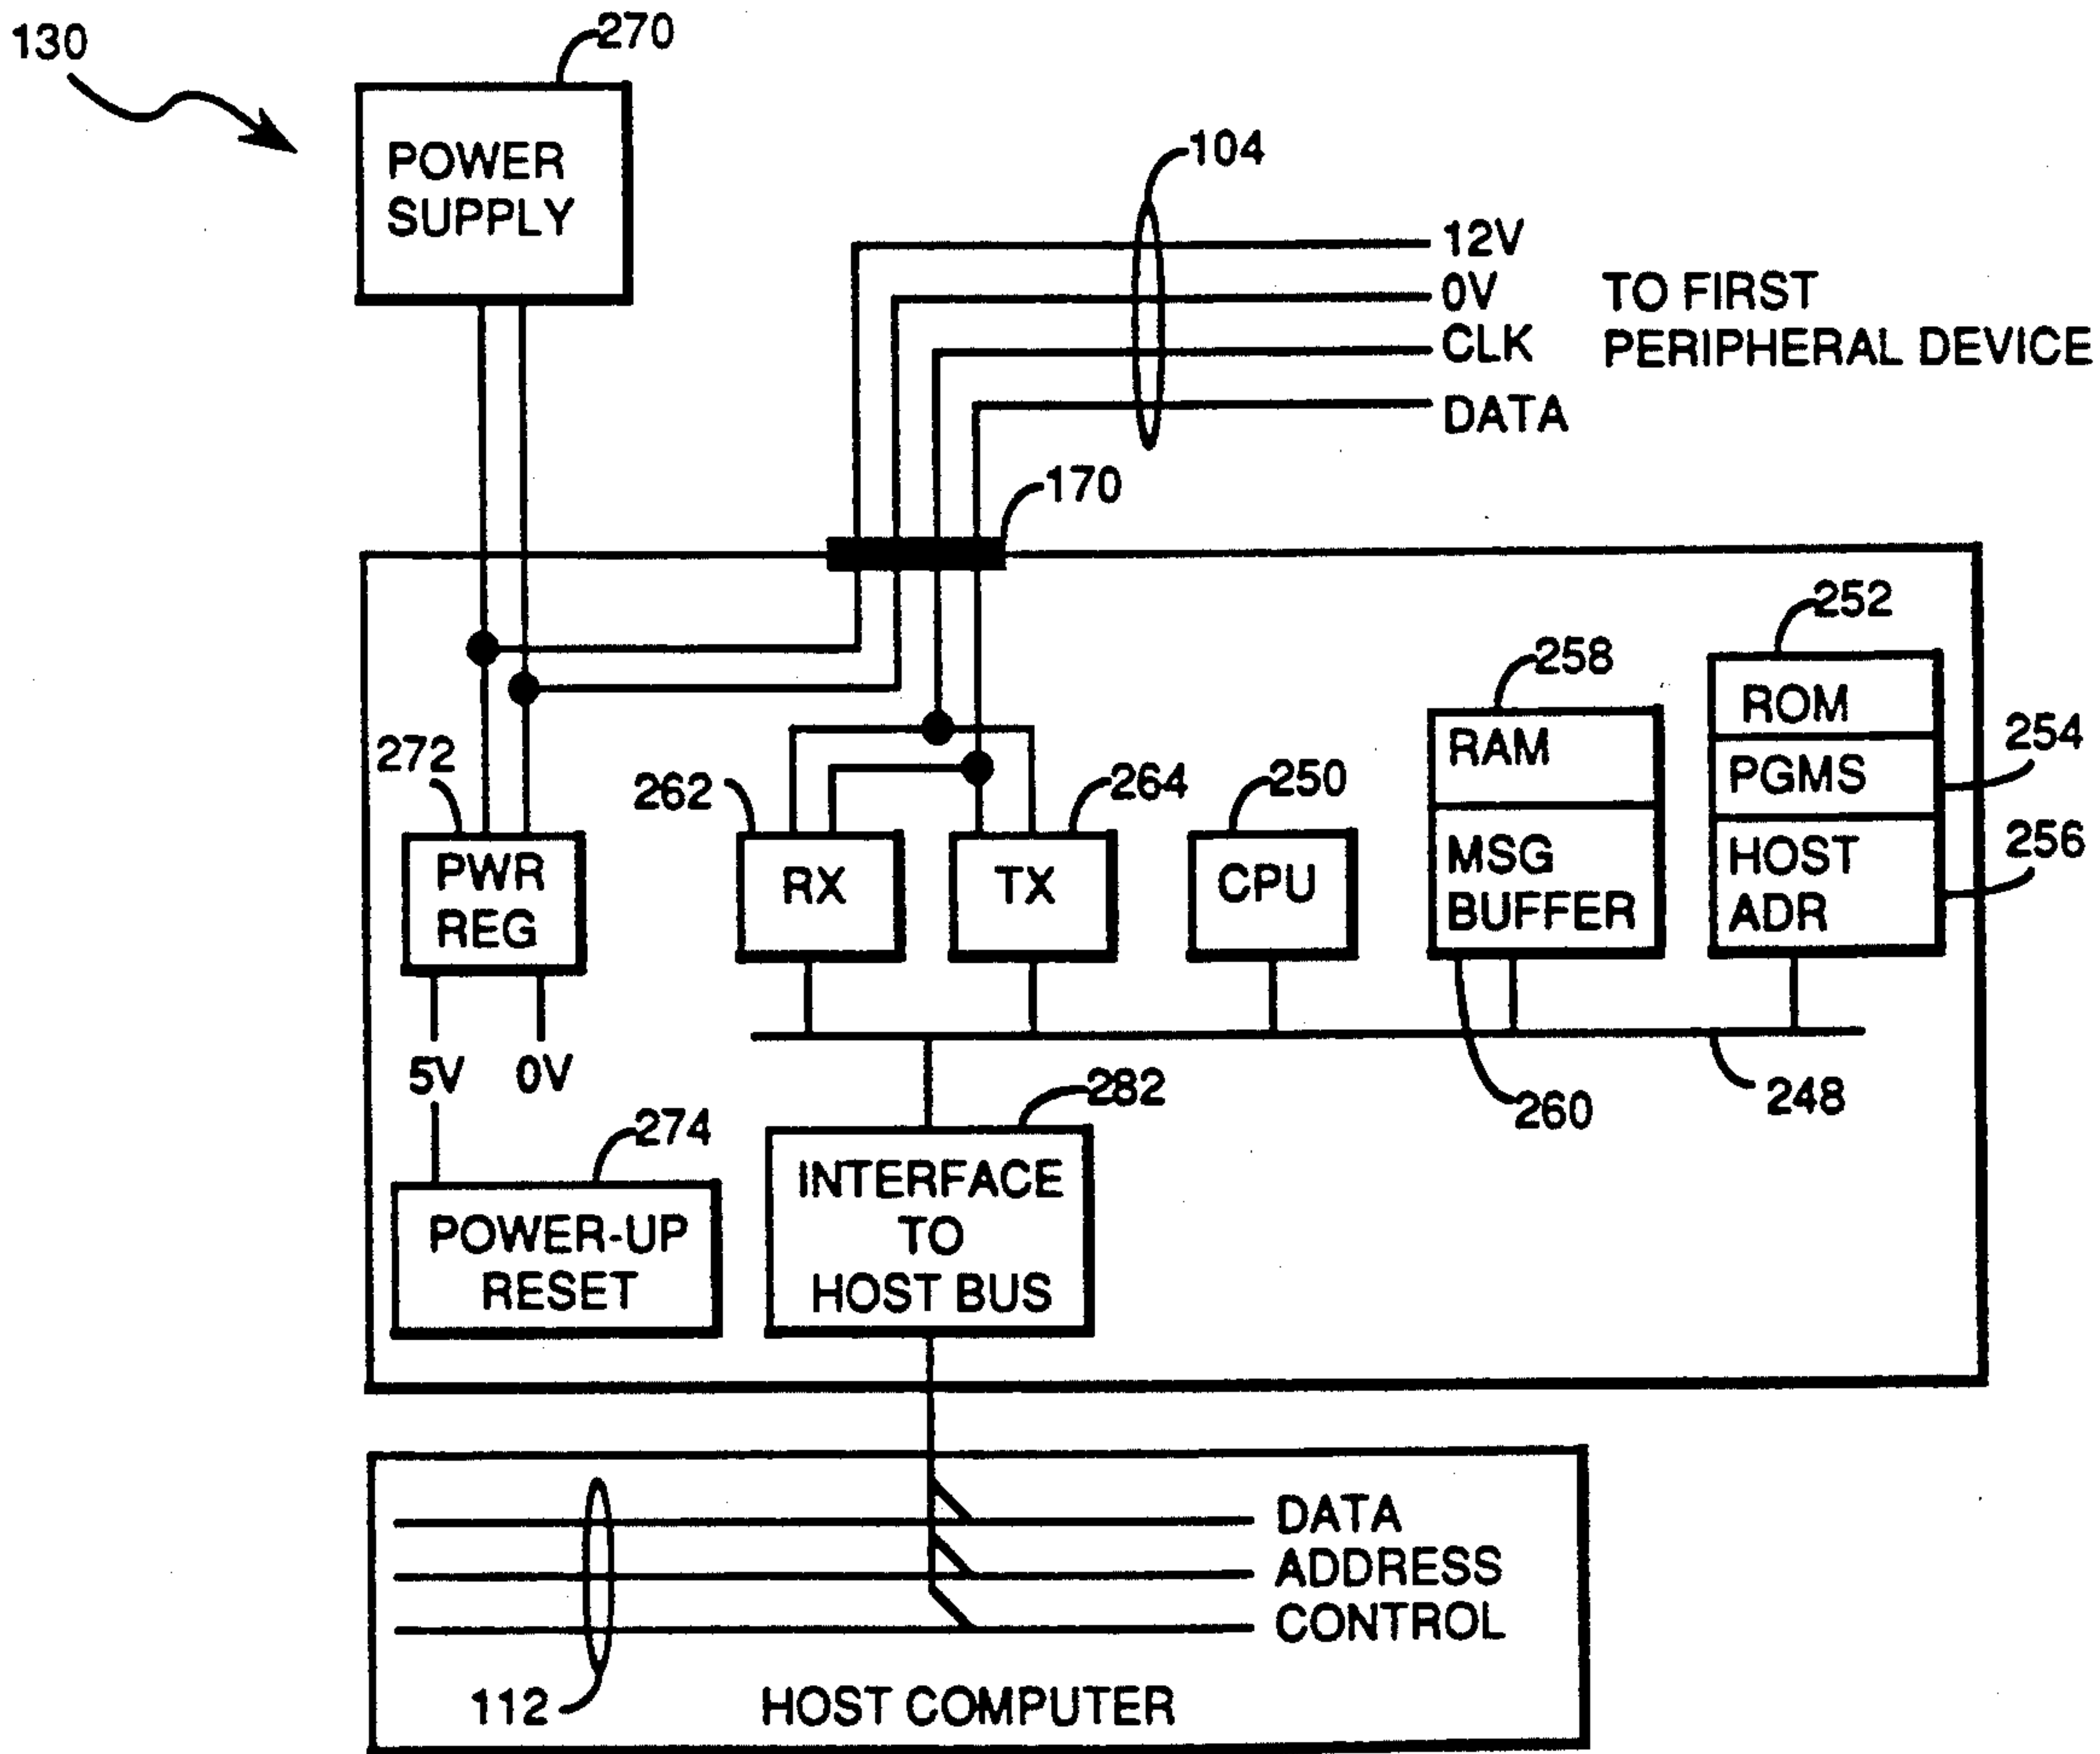 130
270
POWER
SUPPLY
104
12V
0V
CLK
DATA
TO FIRST
PERIPHERAL DEVICE
170
252
258
ROM
RAM
254
PGMS
272
262
264
250
256
PWR
REG
RX
TX
CPU
MSG
BUFFER
HOST
ADR
5V
0V
282
260
248
274
INTERFACE
TO
HOST BUS
POWER-UP
RESET
DATA
ADDRESS
CONTROL
112
HOST COMPUTER